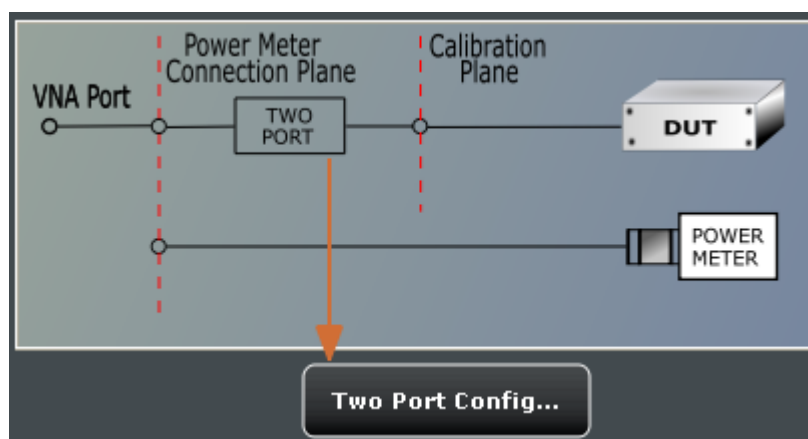 Power Meter
Connection Plane
Calibration
Plane
VNA Port
TWO
PORT
DUT
POWER
METER
Two Port Config...